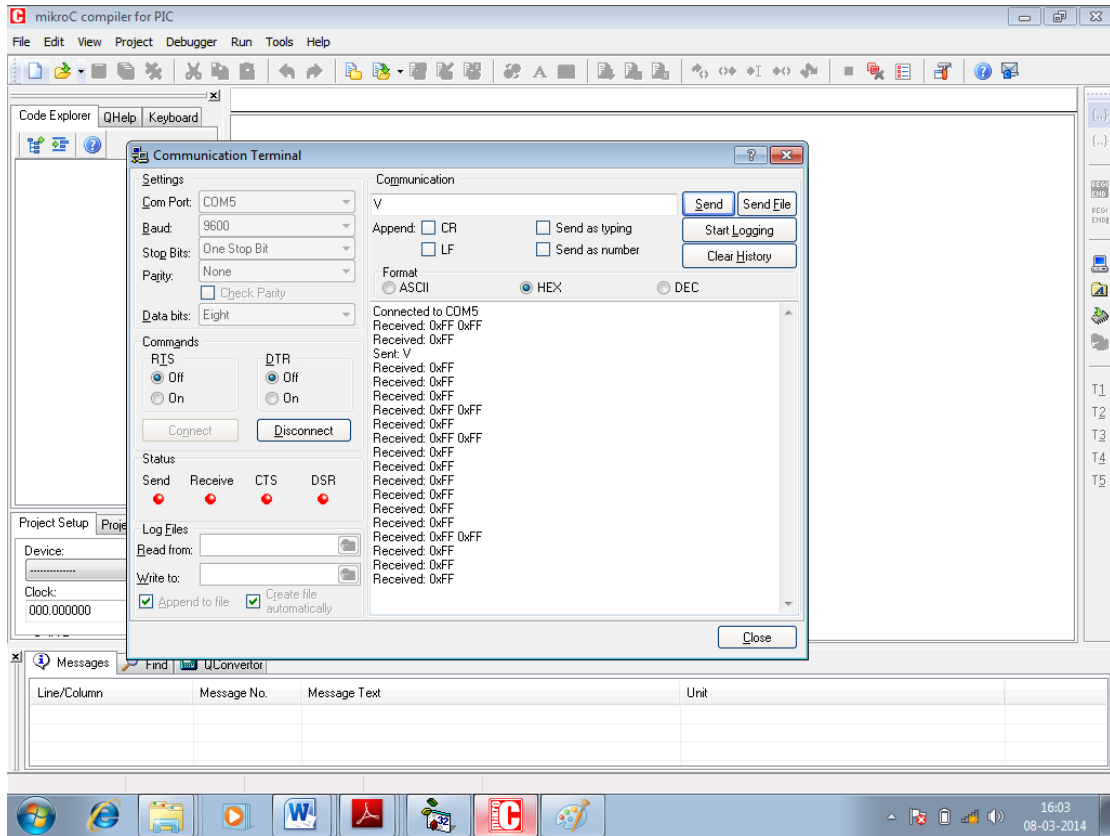 mikroC compiler for PIC
File Edit View Project Debugger Run Tools Help
Code Explorer QHelp Keyboard
Communication Terminal
Settings
Com Port: COM5
Baud: 9600
Stop Bits: One Stop Bit
Parity: None
Check Parity
Data bits: Eight
Commands
RTS DTR
Off Off
On On
Connect Disconnect
Status
Send Receive CTS DSR
Log Files
Read from:
Write to:
Append to file Create file automatically
Communication
V Send Send File
Append: CR Send as typing Start Logging
LF Send as number Clear History
Format
ASCII HEX DEC
Connected to COM5
Received: 0xFF 0xFF
Received: 0xFF
Sent: V
Received: 0xFF
Received: 0xFF
Received: 0xFF
Received: 0xFF 0xFF
Received: 0xFF
Received: 0xFF 0xFF
Received: 0xFF
Received: 0xFF
Received: 0xFF
Received: 0xFF
Received: 0xFF
Received: 0xFF
Received: 0xFF 0xFF
Received: 0xFF
Received: 0xFF
Received: 0xFF
Close
T1
T2
T3
T4
T5
Project Setup Proje
Device:
--------------
Clock:
000.000000
Messages Find QConvertor
Line/Column Message No. Message Text Unit
16:03
08-03-2014